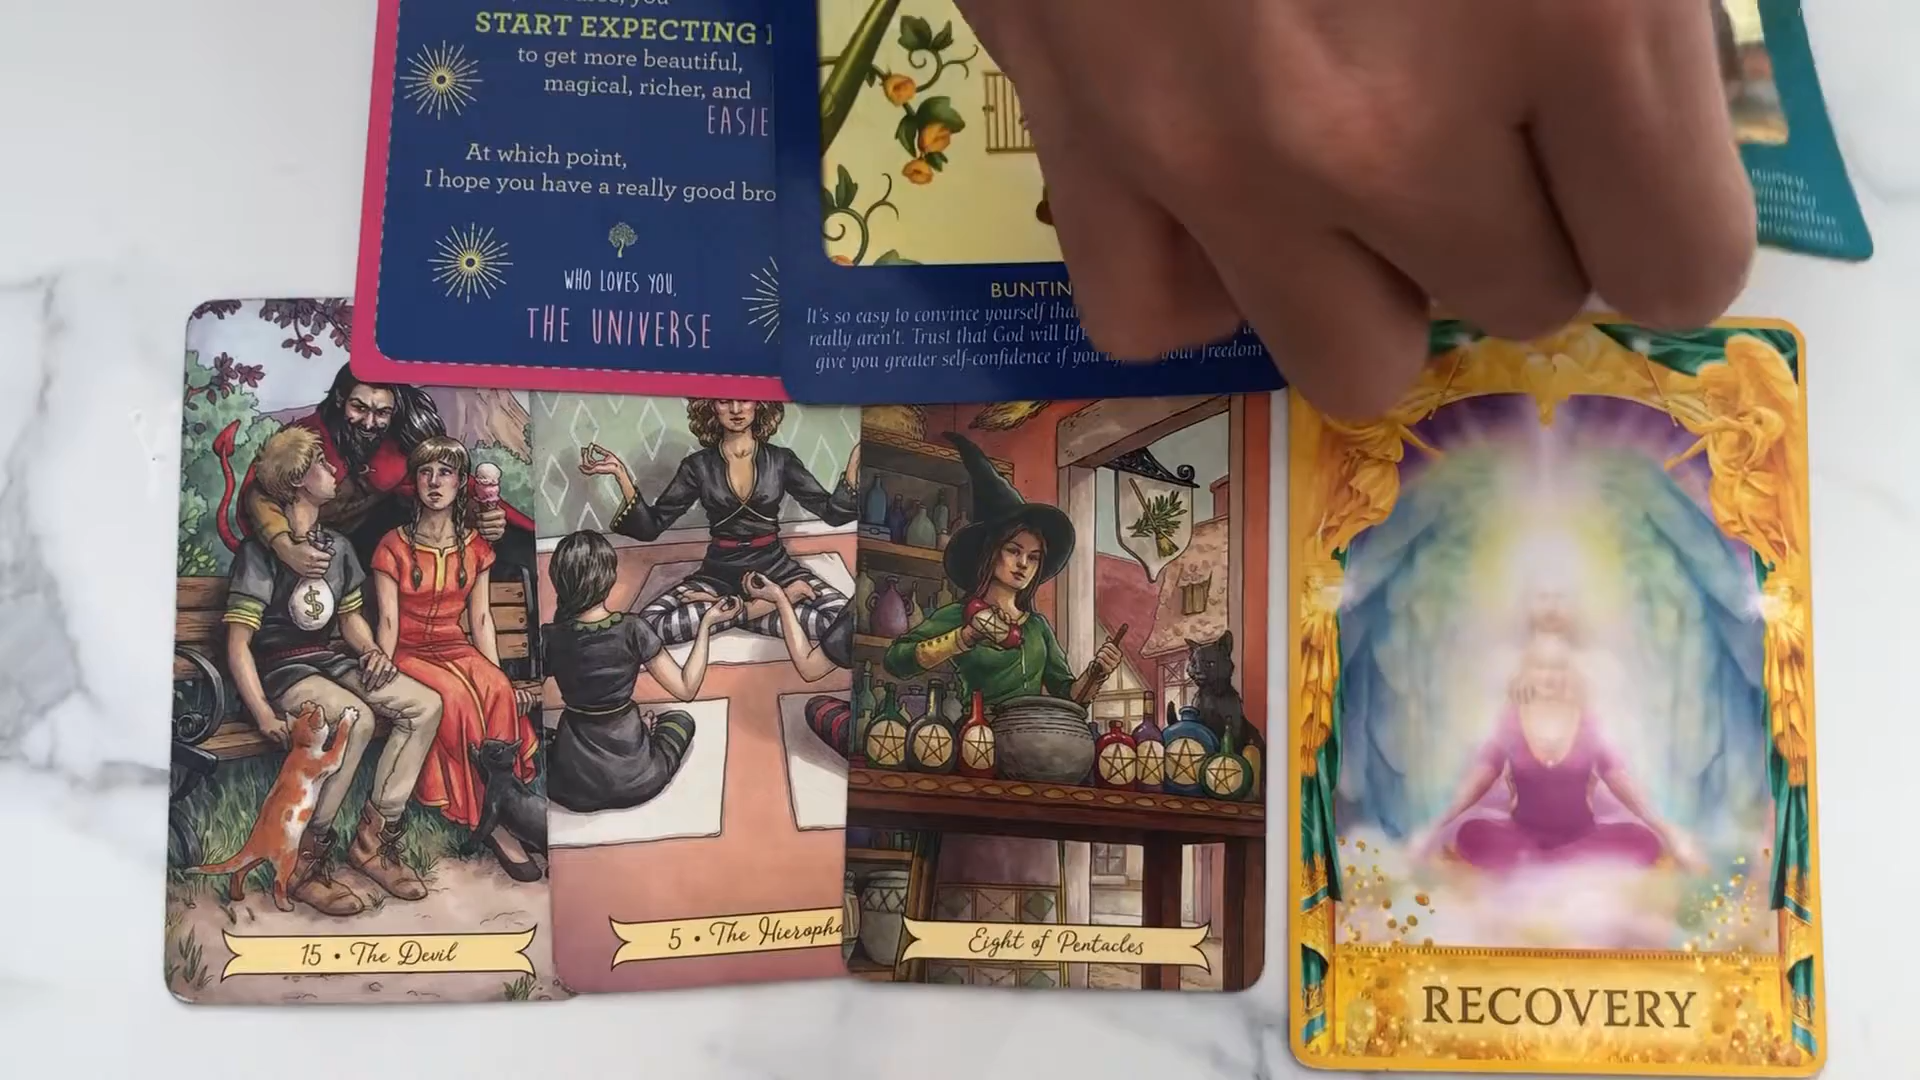 START EXPECTING
to get more beautiful,
magical, richer, and
EASIE
At which point,
I hope you have a really good bro
WHO LOVES YOU,
THE UNIVERSE
BUNTIN
It's so easy to convince yourself tha
really aren't. Trust that God will lif
give you greater self-confidence if you your freedom
15 • The Devil
5 • The Hieropha
Eight of Pentacles
RECOVERY
$